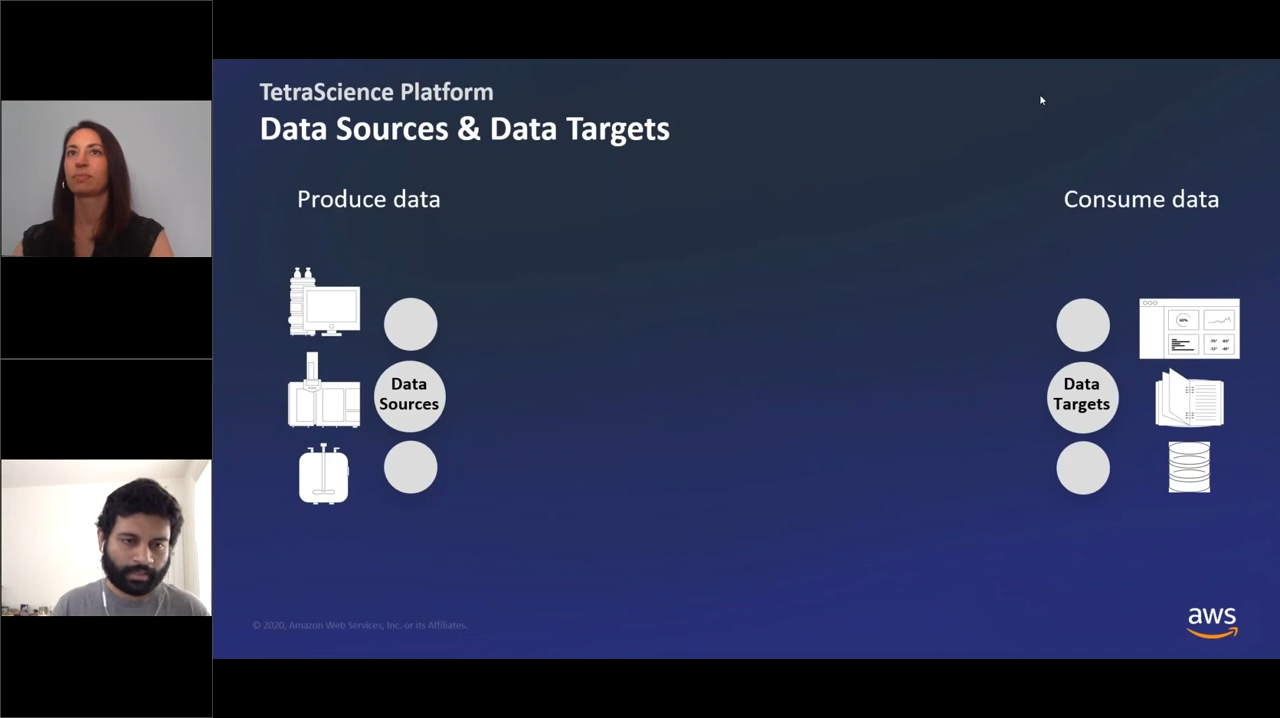 TetraScience Platform
Data Sources & Data Targets
Produce data
Consume data
Data
Sources
Data
Targets
60%
© 2020, Amazon Web Services, Inc. or its Affiliates.
aws